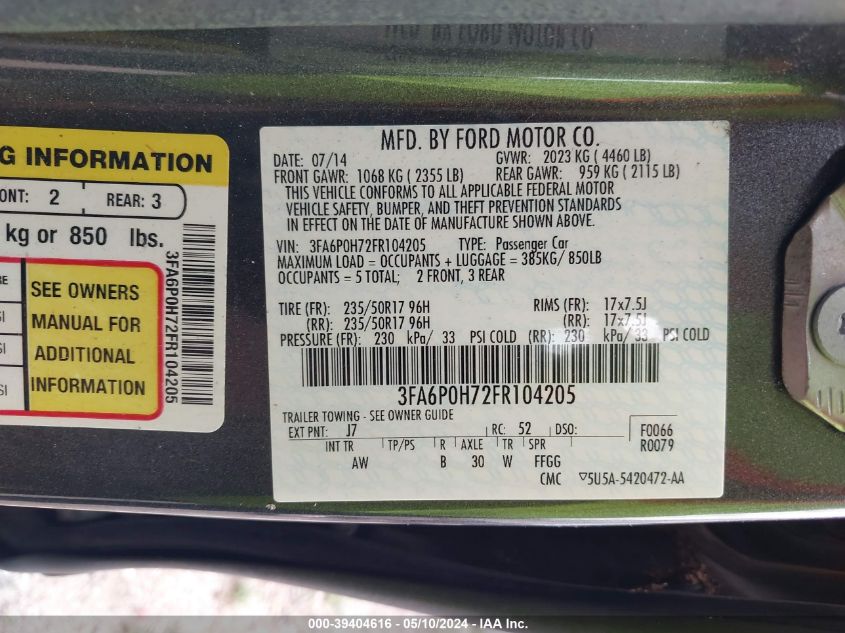 MFD. BY FORD MOTOR CO.
DATE: 07/14 GVWR: 2023 KG ( 4460 LB)
FRONT GAWR: 1068 KG ( 2355 LB) REAR GAWR: 959 KG ( 2115 LB)
THIS VEHICLE CONFORMS TO ALL APPLICABLE FEDERAL MOTOR
VEHICLE SAFETY, BUMPER, AND THEFT PREVENTION STANDARDS
IN EFFECT ON THE DATE OF MANUFACTURE SHOWN ABOVE.
VIN: 3FA6P0H72FR104205 TYPE: Passenger Car
MAXIMUM LOAD = OCCUPANTS + LUGGAGE = 385KG/ 850LB
OCCUPANTS = 5 TOTAL; 2 FRONT, 3 REAR
TIRE (FR): 235/50R17 96H RIMS (FR): 17x7.5J
(RR): 235/50R17 96H (RR): 17x7.5J
PRESSURE (FR): 230 kPa/ 33 PSI COLD (RR): 230 kPa/ 33 PSI COLD
3FA6P0H72FR104205
TRAILER TOWING - SEE OWNER GUIDE
EXT PNT: J7 RC: 52 DSO: F0066
R0079
INT TR TP/PS R AXLE TR SPR
AW B 30 W FFGG
CMC ▽5U5A-5420472-AA
G INFORMATION
ONT: 2 REAR: 3
kg or 850 lbs.
3FA6P0H72FR104205
RE
SI
SI
SI
SEE OWNERS
MANUAL FOR
ADDITIONAL
INFORMATION
000-39404616 - 05/10/2024 - IAA Inc.